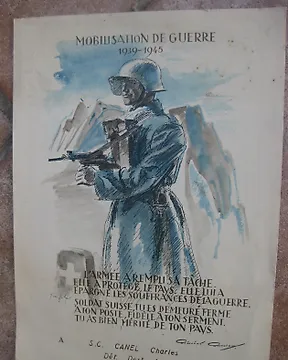 MOBILISATION DE GUERRE
1939-1945
L'ARMÉE A REMPLI SA TÂCHE.
ELLE A PROTÉGÉ LE PAYS. ELLE LUI A
ÉPARGNÉ LES SOUFFRANCES DE LA GUERRE.
SOLDAT SUISSE, TU ES DEMEURÉ FERME
À TON POSTE, FIDÈLE À TON SERMENT.
TU AS BIEN MÉRITÉ DE TON PAYS.
A S.C. CANEL Charles
Dét.